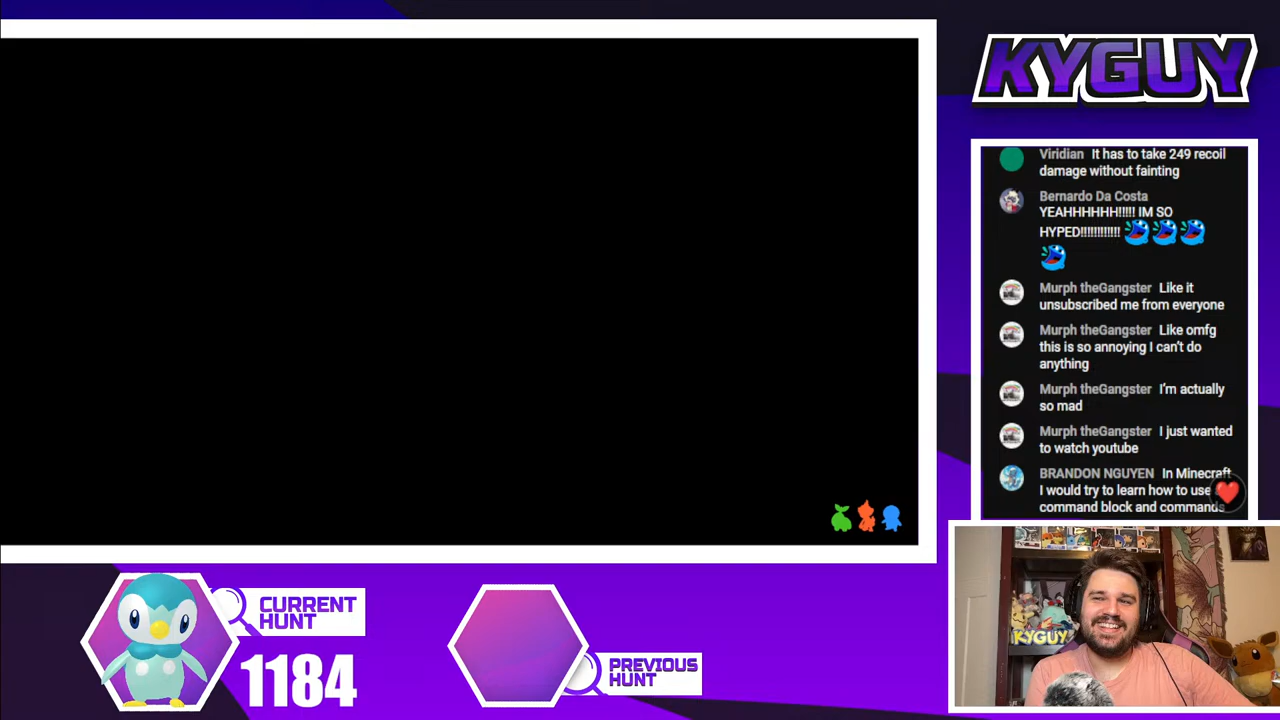 KYGUY
Viridian It has to take 249 recoil
damage without fainting
Bernardo Da Costa
YEAHHHHHH!!!!! IM SO
HYPED!!!!!!!!!!!!
Murph theGangster Like it
unsubscribed me from everyone
Murph theGangster Like omfg
this is so annoying I can't do
anything
Murph theGangster I'm actually
so mad
Murph theGangster I just wanted
to watch youtube
BRANDON NGUYEN In Minecraft
I would try to learn how to use
command block and commands
KYGUY
CURRENT
HUNT
1184
PREVIOUS
HUNT